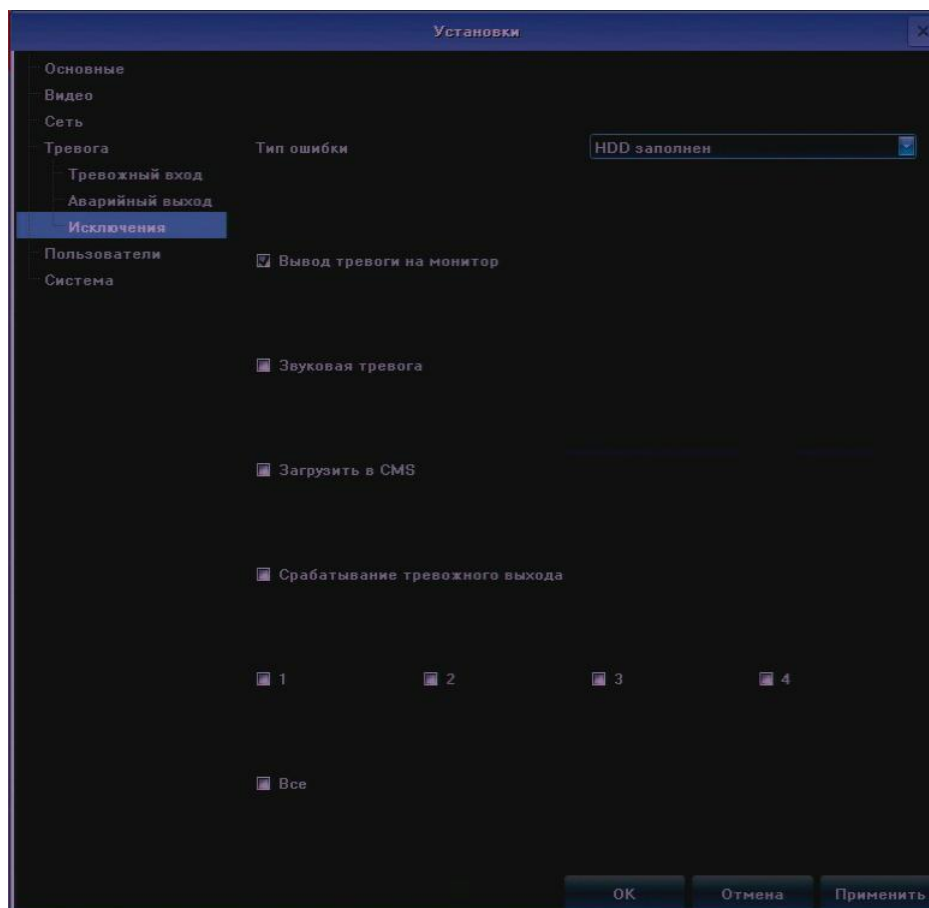 Установки
Основные
Видео
Сеть
Тревога
Тревожный вход
Аварийный выход
Исключения
Пользователи
Система
Тип ошибки
HDD заполнен
Вывод тревоги на монитор
Звуковая тревога
Загрузить в CMS
Срабатывание тревожного выхода
1 2 3 4
Все
OK Отмена Применить